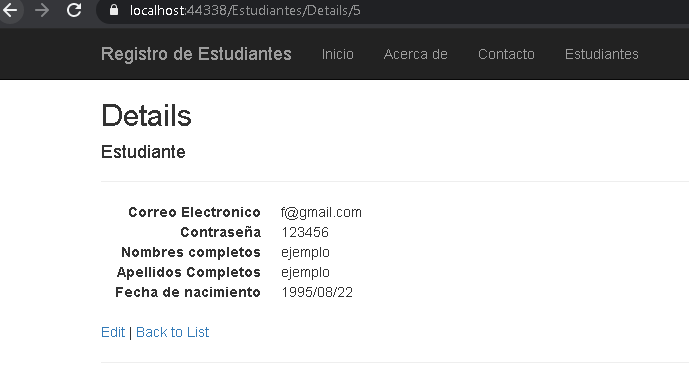 localhost:44338/Estudiantes/Details/5
Registro de Estudiantes Inicio Acerca de Contacto Estudiantes
Details
Estudiante
Correo Electronico f@gmail.com
Contraseña 123456
Nombres completos ejemplo
Apellidos Completos ejemplo
Fecha de nacimiento 1995/08/22
Edit | Back to List